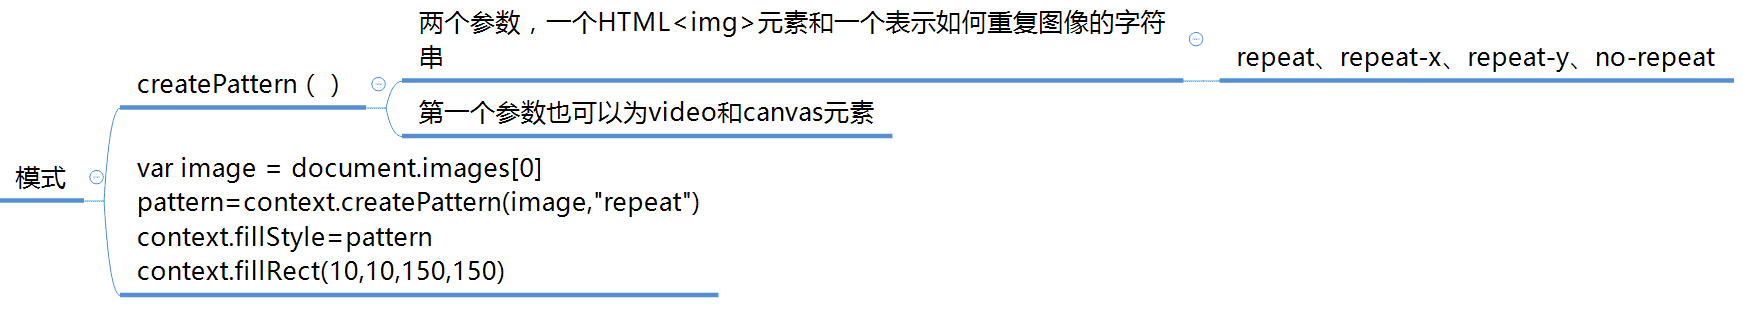 模式
createPattern（ ）
两个参数，一个HTML<img>元素和一个表示如何重复图像的字符
串
repeat、repeat-x、repeat-y、no-repeat
第一个参数也可以为video和canvas元素
var image = document.images[0]
pattern=context.createPattern(image,"repeat")
context.fillStyle=pattern
context.fillRect(10,10,150,150)